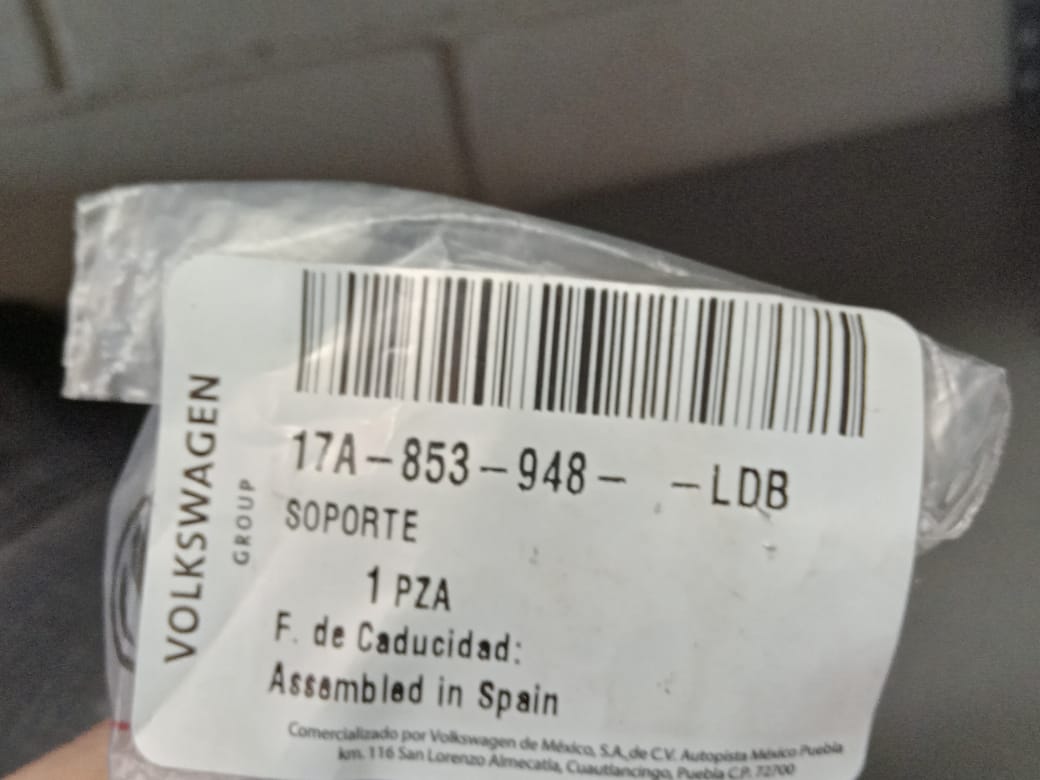 17A-853-948- -LDB
SOPORTE
1 PZA
F. de Caducidad:
Assembled in Spain
Comercializado por Volkswagen de México, S.A. de C.V. Autopista México Puebla
km. 116 San Lorenzo Almecatla, Cuautlancingo, Puebla C.P. 72700
VOLKSWAGEN
GROUP